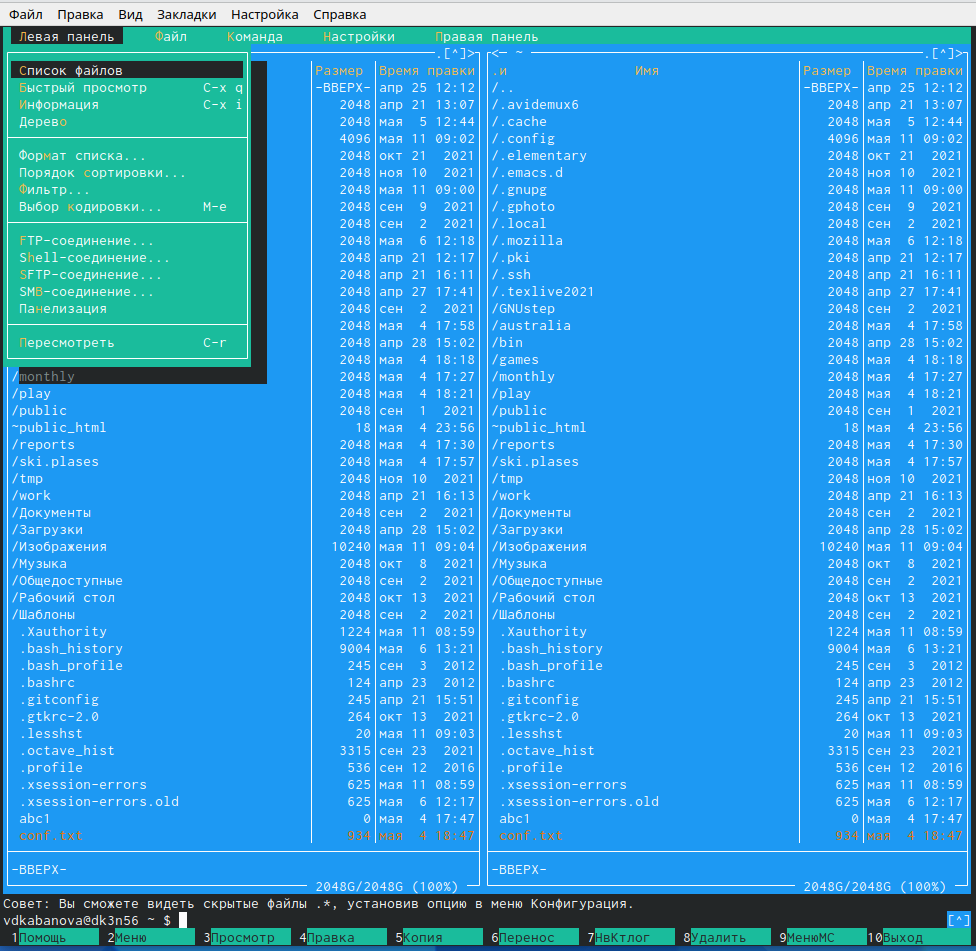 Файл Правка Вид Закладки Настройка Справка
Левая панель Файл Команда Настройки Правая панель
.[^]> <— ~ .[^]>
Список файлов Размер Время правки .и Имя Размер Время правки
Быстрый просмотр C-x q -ВВЕРХ- апр 25 12:12 /.. -ВВЕРХ- апр 25 12:12
Информация C-x i 2048 апр 21 13:07 /.avidemux6 2048 апр 21 13:07
Дерево 2048 мая 5 12:44 /.cache 2048 мая 5 12:44
4096 мая 11 09:02 /.config 4096 мая 11 09:02
Формат списка... 2048 окт 21 2021 /.elementary 2048 окт 21 2021
Порядок сортировки... 2048 ноя 10 2021 /.emacs.d 2048 ноя 10 2021
Фильтр... 2048 мая 11 09:00 /.gnupg 2048 мая 11 09:00
Выбор кодировки... M-e 2048 сен 9 2021 /.gphoto 2048 сен 9 2021
2048 сен 2 2021 /.local 2048 сен 2 2021
FTP-соединение... 2048 мая 6 12:18 /.mozilla 2048 мая 6 12:18
Shell-соединение... 2048 апр 21 12:17 /.pki 2048 апр 21 12:17
SFTP-соединение... 2048 апр 21 16:11 /.ssh 2048 апр 21 16:11
SMB-соединение... 2048 апр 27 17:41 /.texlive2021 2048 апр 27 17:41
Панелизация 2048 сен 2 2021 /GNUstep 2048 сен 2 2021
2048 мая 4 17:58 /australia 2048 мая 4 17:58
Пересмотреть C-r 2048 апр 28 15:02 /bin 2048 апр 28 15:02
2048 мая 4 18:18 /games 2048 мая 4 18:18
/monthly 2048 мая 4 17:27 /monthly 2048 мая 4 17:27
/play 2048 мая 4 18:21 /play 2048 мая 4 18:21
/public 2048 сен 1 2021 /public 2048 сен 1 2021
~public_html 18 мая 4 23:56 ~public_html 18 мая 4 23:56
/reports 2048 мая 4 17:30 /reports 2048 мая 4 17:30
/ski.plases 2048 мая 4 17:57 /ski.plases 2048 мая 4 17:57
/tmp 2048 ноя 10 2021 /tmp 2048 ноя 10 2021
/work 2048 апр 21 16:13 /work 2048 апр 21 16:13
/Документы 2048 сен 2 2021 /Документы 2048 сен 2 2021
/Загрузки 2048 апр 28 15:02 /Загрузки 2048 апр 28 15:02
/Изображения 10240 мая 11 09:04 /Изображения 10240 мая 11 09:04
/Музыка 2048 окт 8 2021 /Музыка 2048 окт 8 2021
/Общедоступные 2048 сен 2 2021 /Общедоступные 2048 сен 2 2021
/Рабочий стол 2048 окт 13 2021 /Рабочий стол 2048 окт 13 2021
/Шаблоны 2048 сен 2 2021 /Шаблоны 2048 сен 2 2021
.Xauthority 1224 мая 11 08:59 .Xauthority 1224 мая 11 08:59
.bash_history 9004 мая 6 13:21 .bash_history 9004 мая 6 13:21
.bash_profile 245 сен 3 2012 .bash_profile 245 сен 3 2012
.bashrc 124 апр 23 2012 .bashrc 124 апр 23 2012
.gitconfig 245 апр 21 15:51 .gitconfig 245 апр 21 15:51
.gtkrc-2.0 264 окт 13 2021 .gtkrc-2.0 264 окт 13 2021
.lesshst 20 мая 11 09:03 .lesshst 20 мая 11 09:03
.octave_hist 3315 сен 23 2021 .octave_hist 3315 сен 23 2021
.profile 536 сен 12 2016 .profile 536 сен 12 2016
.xsession-errors 625 мая 11 08:59 .xsession-errors 625 мая 11 08:59
.xsession-errors.old 625 мая 6 12:17 .xsession-errors.old 625 мая 6 12:17
abc1 0 мая 4 17:47 abc1 0 мая 4 17:47
conf.txt 934 мая 4 18:47 conf.txt 934 мая 4 18:47
-ВВЕРХ- -ВВЕРХ-
2048G/2048G (100%) 2048G/2048G (100%)
Совет: Вы сможете видеть скрытые файлы .*, установив опцию в меню Конфигурация.
vdkabanova@dk3n56 ~ $ [^]
1Помощь 2Меню 3Просмотр 4Правка 5Копия 6Перенос 7НвКтлог 8Удалить 9МенюMC 10Выход